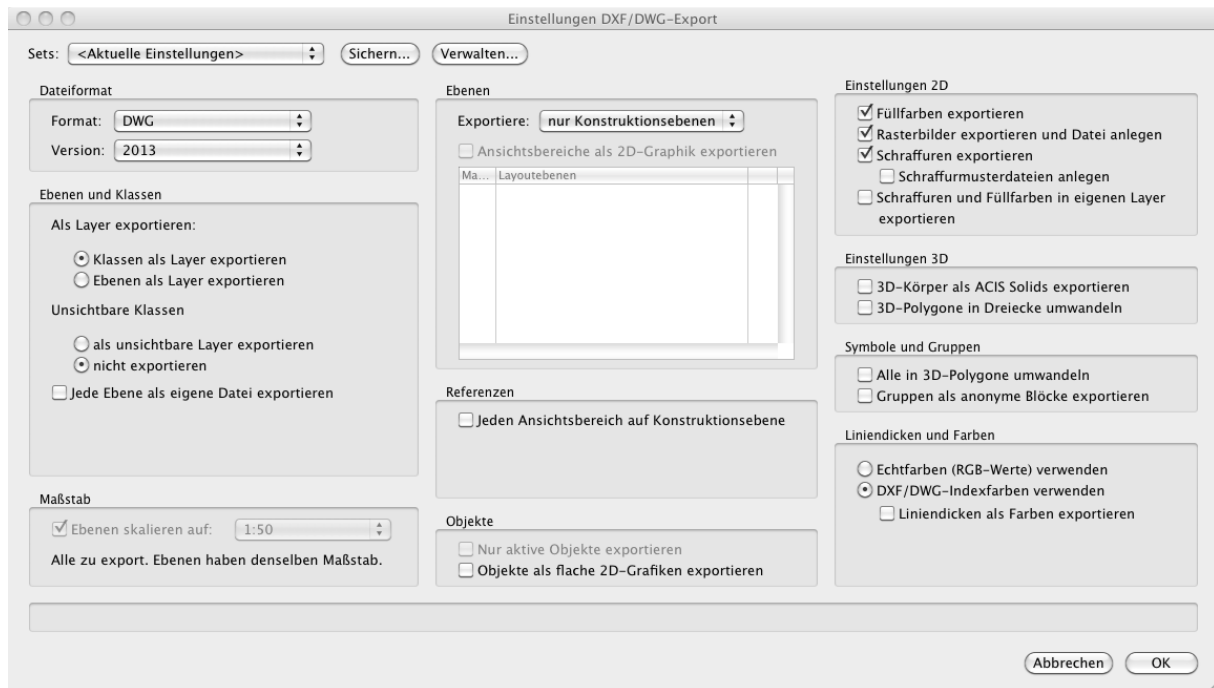 Einstellungen DXF/DWG-Export
Sets: <Aktuelle Einstellungen> Sichern... Verwalten...
Dateiformat
Format: DWG
Version: 2013
Ebenen und Klassen
Als Layer exportieren:
Klassen als Layer exportieren
Ebenen als Layer exportieren
Unsichtbare Klassen
als unsichtbare Layer exportieren
nicht exportieren
Jede Ebene als eigene Datei exportieren
Maßstab
Ebenen skalieren auf: 1:50
Alle zu export. Ebenen haben denselben Maßstab.
Ebenen
Exportiere: nur Konstruktionsebenen
Ansichtsbereiche als 2D-Graphik exportieren
Ma... Layoutebenen
Referenzen
Jeden Ansichtsbereich auf Konstruktionsebene
Objekte
Nur aktive Objekte exportieren
Objekte als flache 2D-Grafiken exportieren
Einstellungen 2D
Füllfarben exportieren
Rasterbilder exportieren und Datei anlegen
Schraffuren exportieren
Schraffurmusterdateien anlegen
Schraffuren und Füllfarben in eigenen Layer
exportieren
Einstellungen 3D
3D-Körper als ACIS Solids exportieren
3D-Polygone in Dreiecke umwandeln
Symbole und Gruppen
Alle in 3D-Polygone umwandeln
Gruppen als anonyme Blöcke exportieren
Liniendicken und Farben
Echtfarben (RGB-Werte) verwenden
DXF/DWG-Indexfarben verwenden
Liniendicken als Farben exportieren
Abbrechen OK